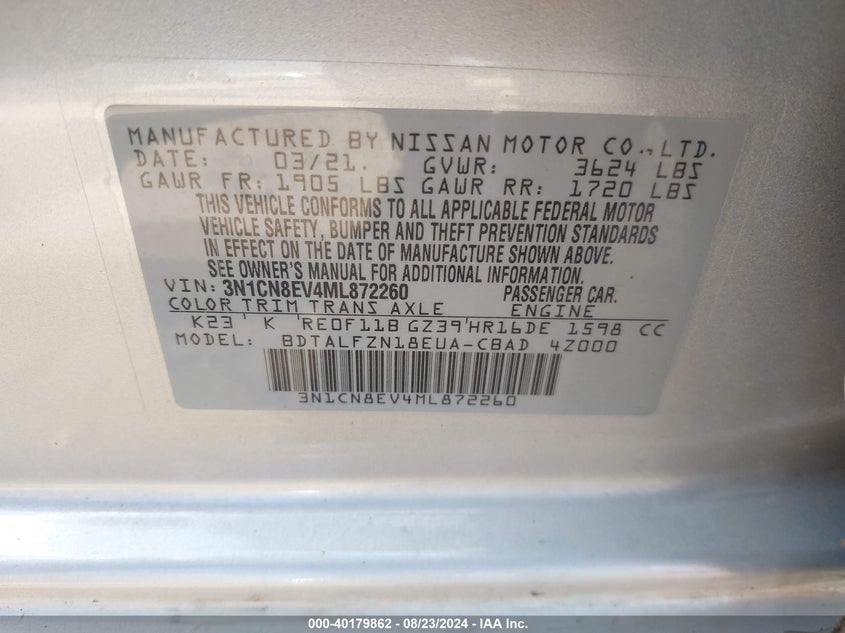 MANUFACTURED BY NISSAN MOTOR CO., LTD.
DATE: 03/21. GVWR: 3624 LBS
GAWR FR: 1905 LBS GAWR RR: 1720 LBS
THIS VEHICLE CONFORMS TO ALL APPLICABLE FEDERAL MOTOR
VEHICLE SAFETY, BUMPER AND THEFT PREVENTION STANDARDS
IN EFFECT ON THE DATE OF MANUFACTURE SHOWN ABOVE.
SEE OWNER'S MANUAL FOR ADDITIONAL INFORMATION.
VIN: 3N1CN8EV4ML872260 PASSENGER CAR.
COLOR TRIM TRANS AXLE ENGINE
K23 K RE0F11B GZ39 HR16DE 1598 CC
MODEL: BDTALFZN18EUA-CBAD 4Z000
3N1CN8EV4ML872260
000-40179862 - 08/23/2024 - IAA Inc.